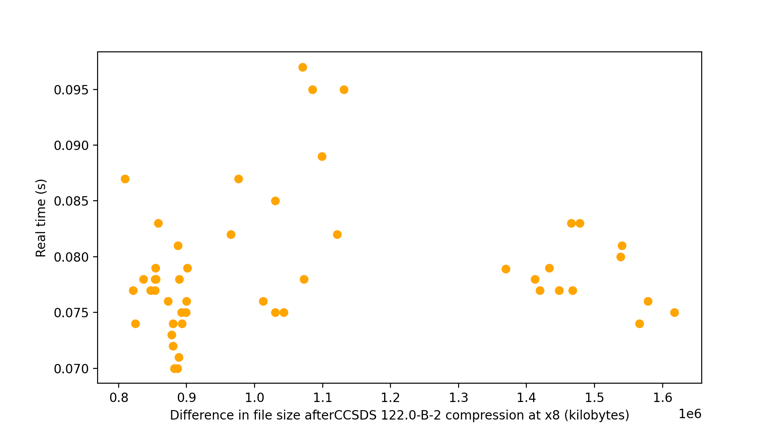 0.095
0.090
0.085
0.080
0.075
0.070
Real time (s)
0.8 0.9 1.0 1.1 1.2 1.3 1.4 1.5 1.6
1e6
Difference in file size afterCCSDS 122.0-B-2 compression at x8 (kilobytes)